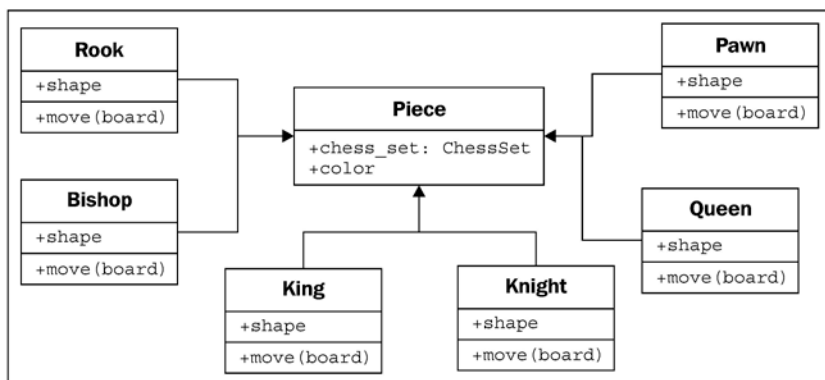 Rook
+shape
+move(board)
Pawn
+shape
+move(board)
Piece
+chess_set: ChessSet
+color
Bishop
+shape
+move(board)
Queen
+shape
+move(board)
King
+shape
+move(board)
Knight
+shape
+move(board)